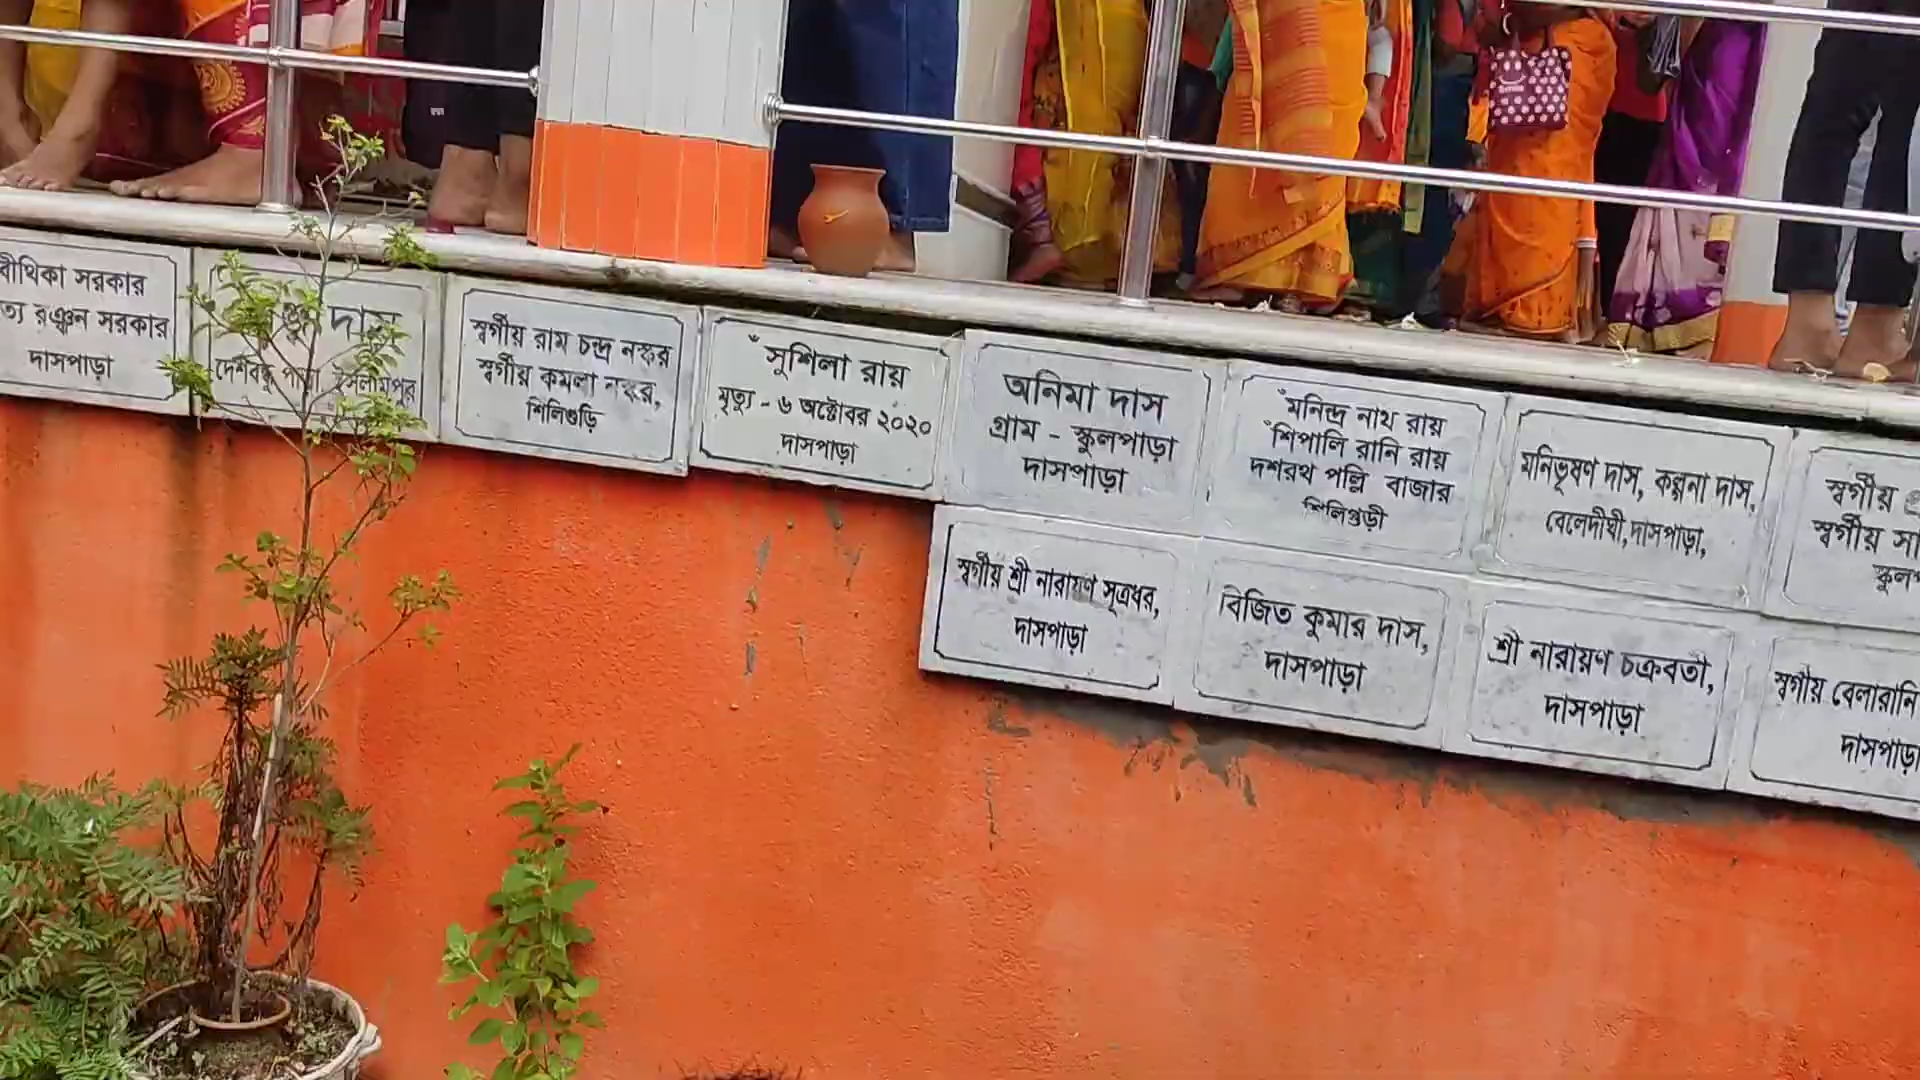 বীথিকা সরকার
ত্য রঞ্জন সরকার
দাসপাড়া
দাস
দেশবন্ধু পাড়া, ইসলামপুর
স্বর্গীয় রাম চন্দ্র নস্কর
স্বর্গীয় কমলা নস্কর,
শিলিগুড়ি
ঁসুশিলা রায়
মৃত্যু - ৬ অক্টোবর ২০২০
দাসপাড়া
অনিমা দাস
গ্রাম - স্কুলপাড়া
দাসপাড়া
ঁমনিন্দ্র নাথ রায়
ঁশিপালি রানি রায়
দশরথ পল্লি বাজার
শিলিগুড়ী
মনিভূষণ দাস, কল্পনা দাস,
বেলেদীঘী,দাসপাড়া,
স্বর্গীয়
স্বর্গীয় সা
স্কুল
স্বর্গীয় শ্রী নারায়ণ সূত্রধর,
দাসপাড়া
বিজিত কুমার দাস,
দাসপাড়া
শ্রী নারায়ণ চক্রবর্তী,
দাসপাড়া
স্বর্গীয় বেলারানি
দাসপাড়া